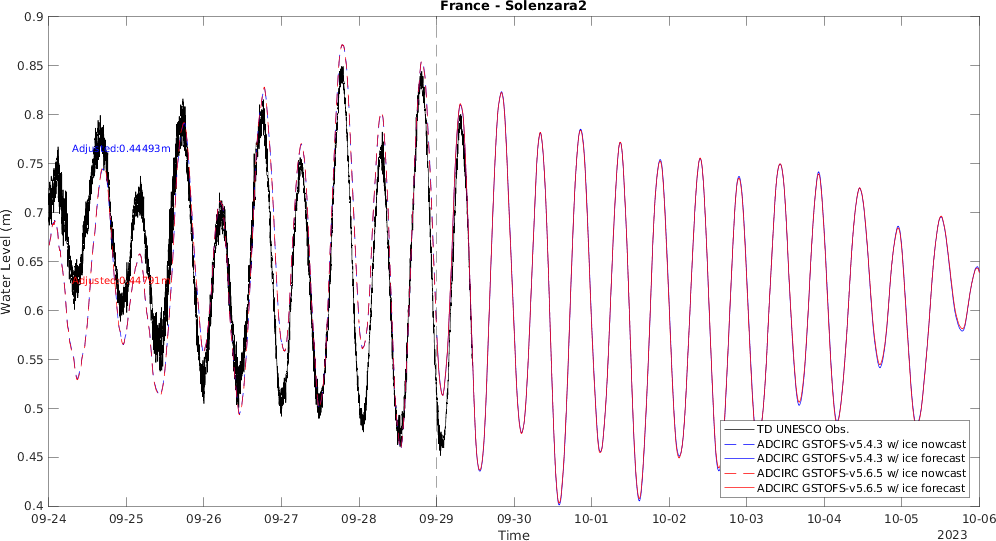 France - Solenzara2
0.9
0.85
0.8
0.75
0.7
0.65
0.6
0.55
0.5
0.45
0.4
Water Level (m)
Adjusted:0.44493m
Adjusted:0.44791m
TD UNESCO Obs.
ADCIRC GSTOFS-v5.4.3 w/ ice nowcast
ADCIRC GSTOFS-v5.4.3 w/ ice forecast
ADCIRC GSTOFS-v5.6.5 w/ ice nowcast
ADCIRC GSTOFS-v5.6.5 w/ ice forecast
09-24 09-25 09-26 09-27 09-28 09-29 09-30 10-01 10-02 10-03 10-04 10-05 10-06
Time
2023